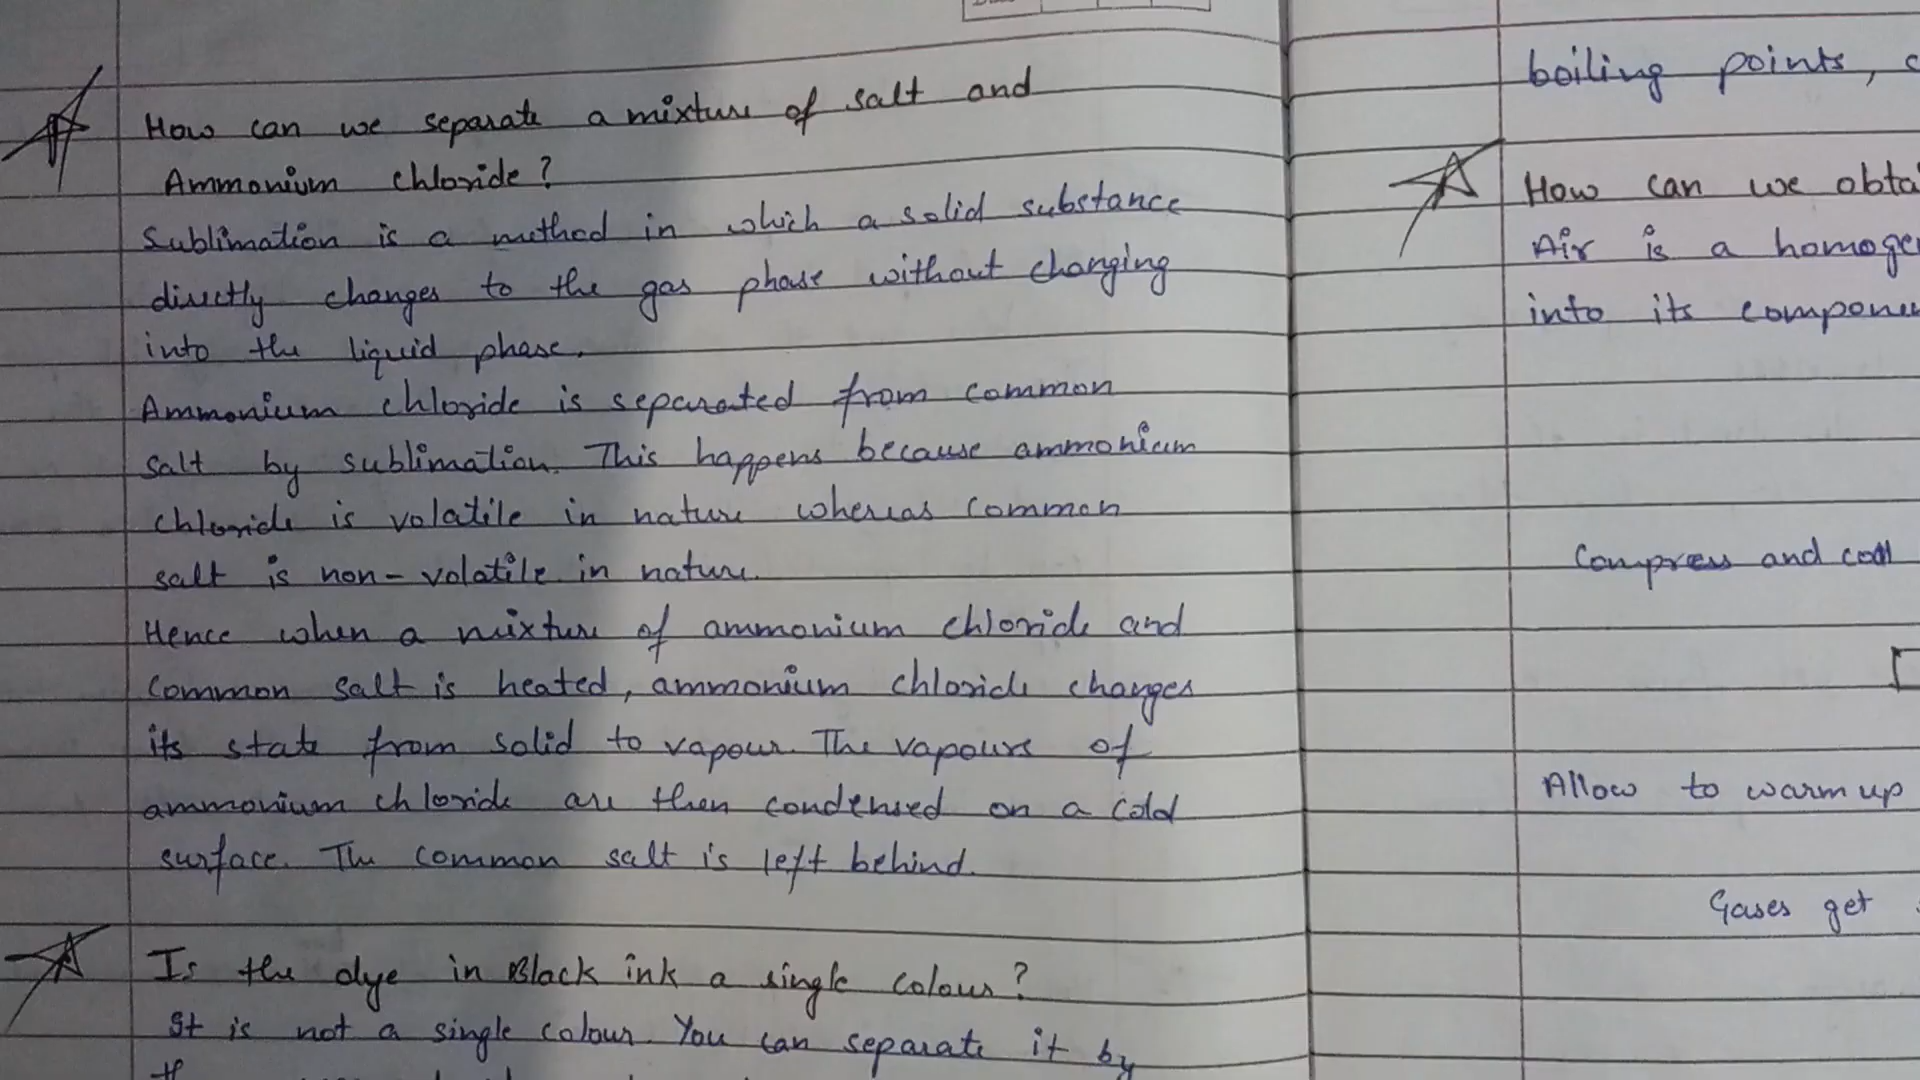 How can we separate a mixture of salt and
Ammonium chloride?
Sublimation is a method in which a solid substance
directly changes to the gas phase without changing
into the liquid phase.
Ammonium chloride is separated from common
salt by sublimation. This happens because ammonium
chloride is volatile in nature whereas common
salt is non-volatile in nature.
Hence when a mixture of ammonium chloride and
common salt is heated, ammonium chloride changes
its state from solid to vapour. The vapours of
ammonium chloride are then condensed on a cold
surface. The common salt is left behind.
Is the dye in Black ink a single colour?
It is not a single colour. You can separate it by
boiling points,
How can we
Air is a
into its
Compress and cool
Allow to warm up
Gases get